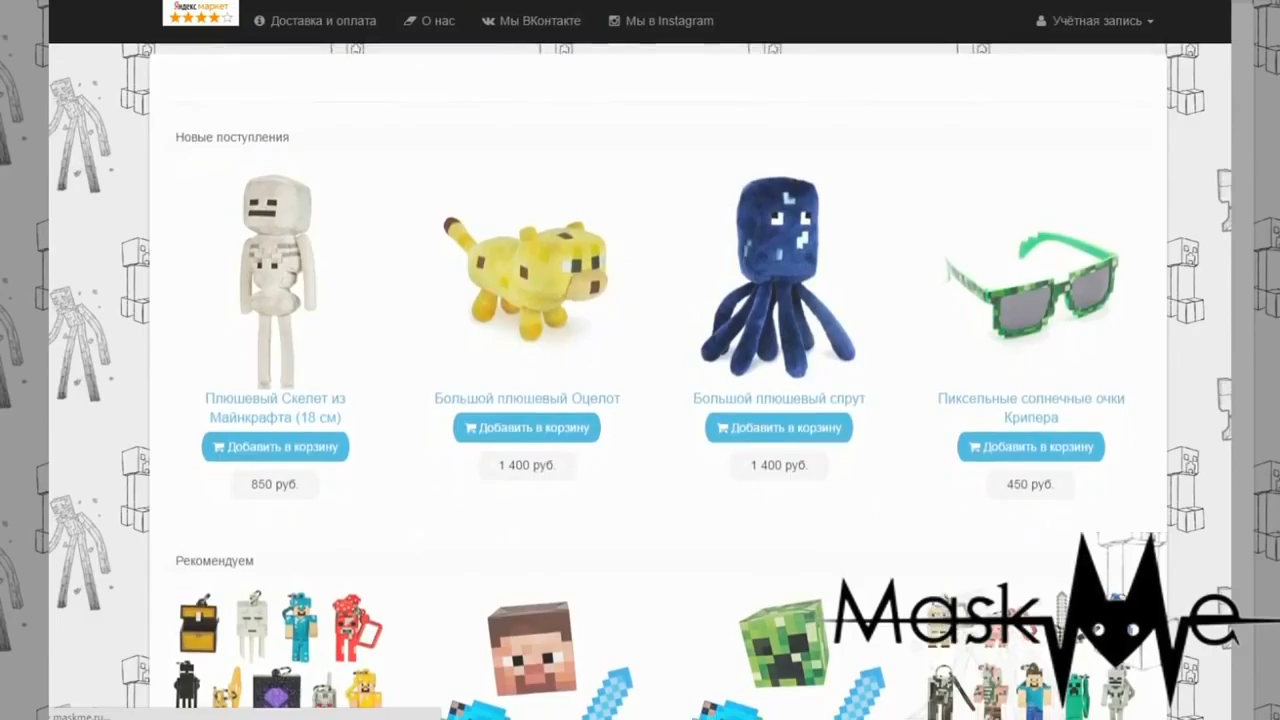 Яндекс маркет
Доставка и оплата
О нас
Мы ВКонтакте
Мы в Instagram
Учётная запись
Новые поступления
Плюшевый Скелет из
Майнкрафта (18 см)
Добавить в корзину
850 руб.
Большой плюшевый Оцелот
Добавить в корзину
1 400 руб.
Большой плюшевый спрут
Добавить в корзину
1 400 руб.
Пиксельные солнечные очки
Крипера
Добавить в корзину
450 руб.
Рекомендуем
MaskMe
maskme.ru...